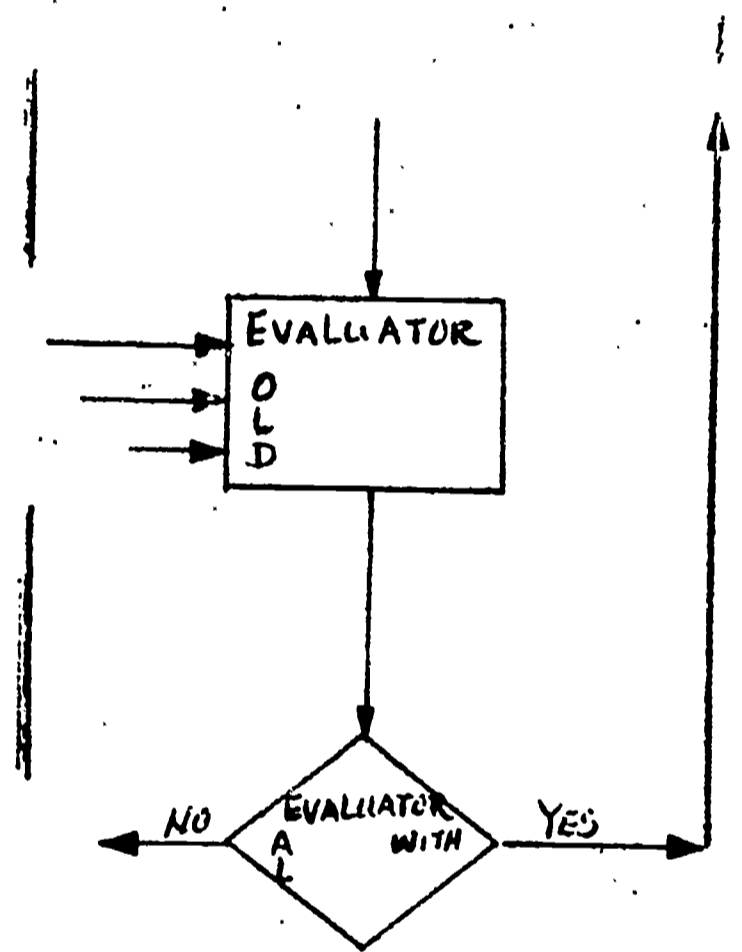 EVALUATOR
O
L
D
EVALUATOR
A WITH
L
NO
YES